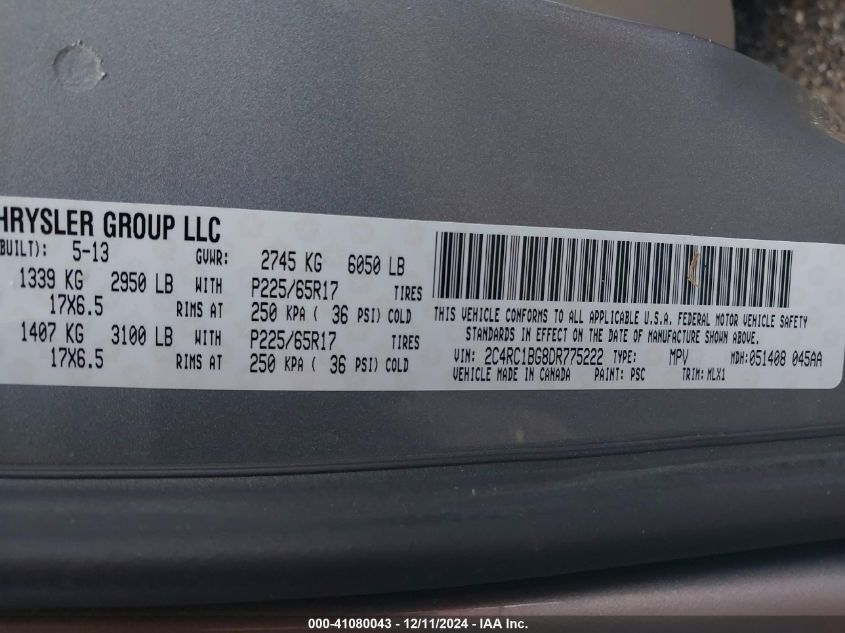 HRYSLER GROUP LLC
BUILT): 5-13 GVWR: 2745 KG 6050 LB
1339 KG 2950 LB WITH P225/65R17 TIRES
17X6.5 RIMS AT 250 KPA ( 36 PSI) COLD
1407 KG 3100 LB WITH P225/65R17 TIRES
17X6.5 RIMS AT 250 KPA ( 36 PSI) COLD
THIS VEHICLE CONFORMS TO ALL APPLICABLE U.S.A. FEDERAL MOTOR VEHICLE SAFETY
STANDARDS IN EFFECT ON THE DATE OF MANUFACTURE SHOWN ABOVE.
VIN: 2C4RC1BG8DR775222 TYPE: MPV MDH:051408 045AA
VEHICLE MADE IN CANADA PAINT: PSC TRIM: MLX1
000-41080043 - 12/11/2024 - IAA Inc.